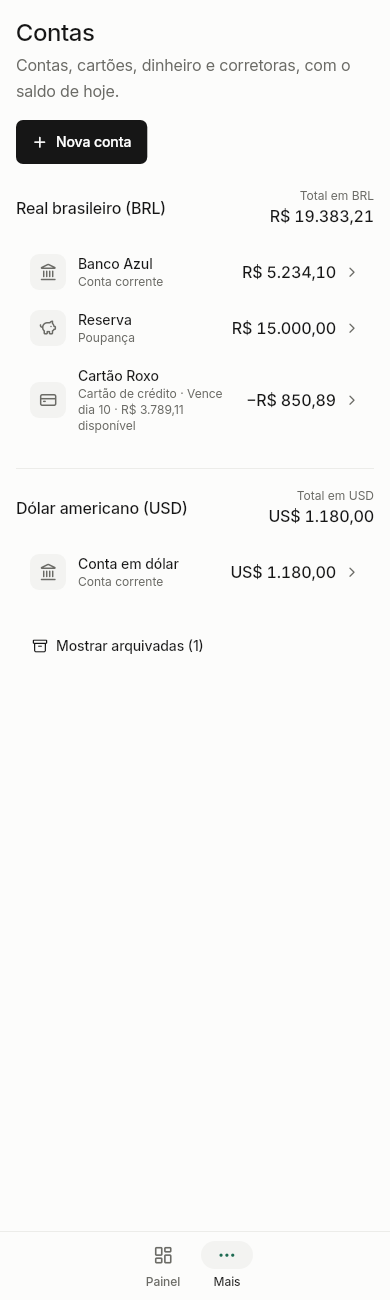 Contas
Contas, cartões, dinheiro e corretoras, com o
saldo de hoje.
Nova conta
Real brasileiro (BRL)
Total em BRL
R$ 19.383,21
Banco Azul
Conta corrente
R$ 5.234,10
Reserva
Poupança
R$ 15.000,00
Cartão Roxo
Cartão de crédito · Vence
dia 10 · R$ 3.789,11
disponível
−R$ 850,89
Dólar americano (USD)
Total em USD
US$ 1.180,00
Conta em dólar
Conta corrente
US$ 1.180,00
Mostrar arquivadas (1)
Painel
Mais